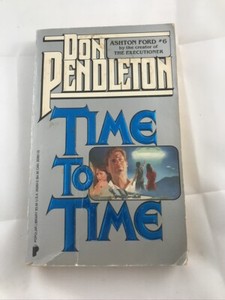 DON
ASHTON FORD #6
by the creator of
THE EXECUTIONER
PENDLETON
TIME
TO
TIME